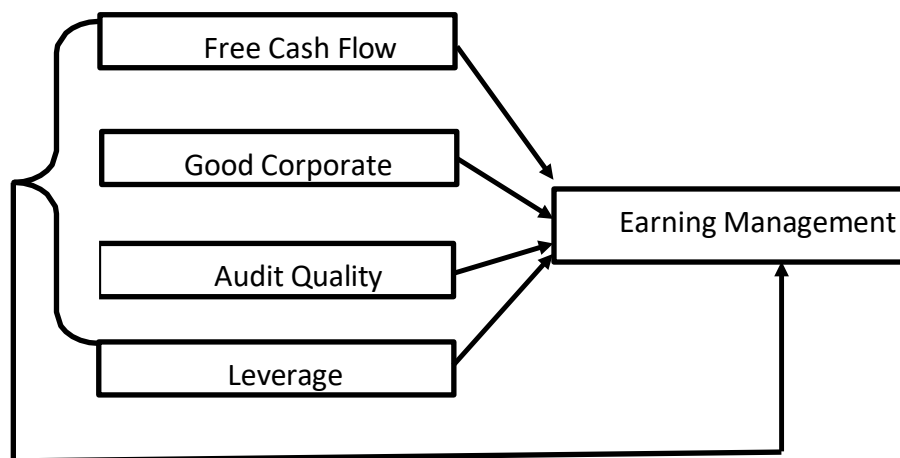 Free Cash Flow
Good Corporate
Earning Management
Audit Quality
Leverage